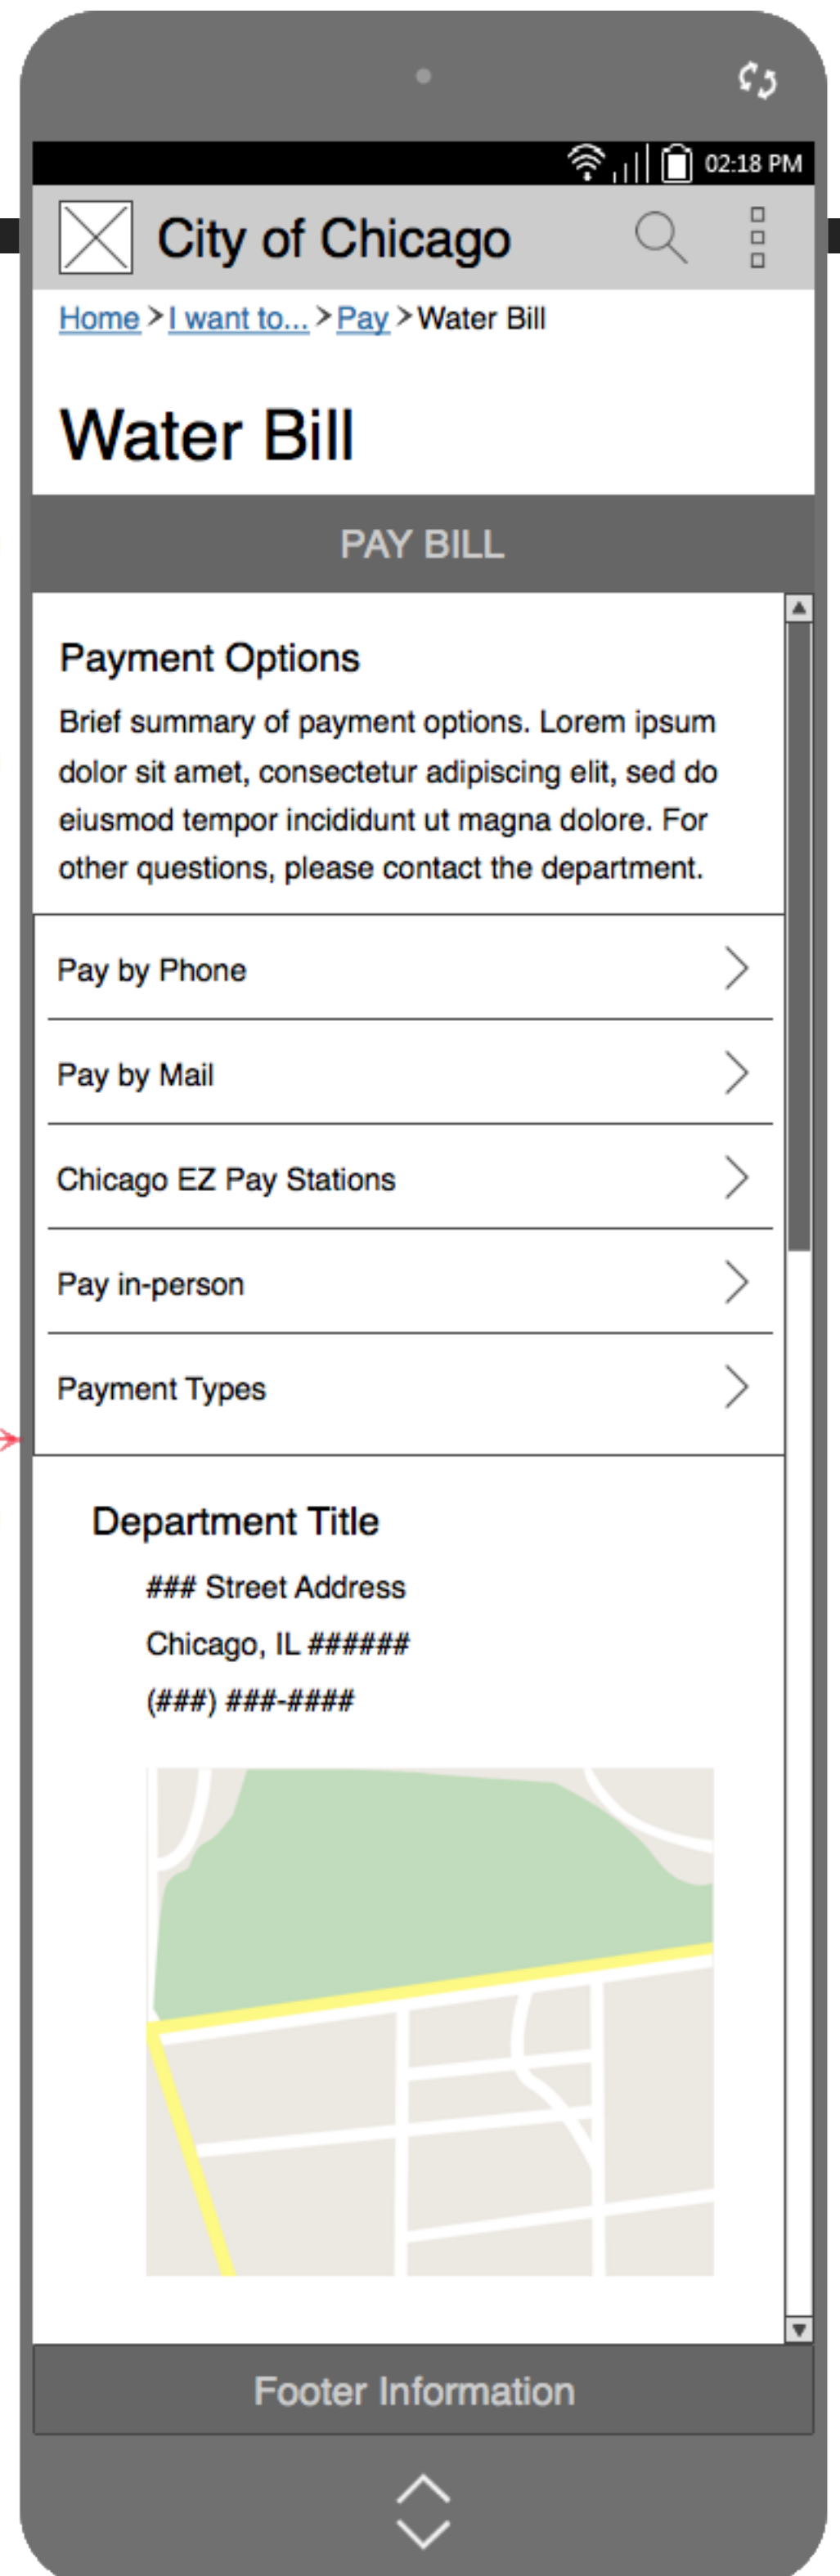 02:18 PM
City of Chicago
Home > I want to... > Pay > Water Bill
Water Bill
PAY BILL
Payment Options
Brief summary of payment options. Lorem ipsum
dolor sit amet, consectetur adipiscing elit, sed do
eiusmod tempor incididunt ut magna dolore. For
other questions, please contact the department.
Pay by Phone
Pay by Mail
Chicago EZ Pay Stations
Pay in-person
Payment Types
Department Title
### Street Address
Chicago, IL ######
(###) ###-####
Footer Information